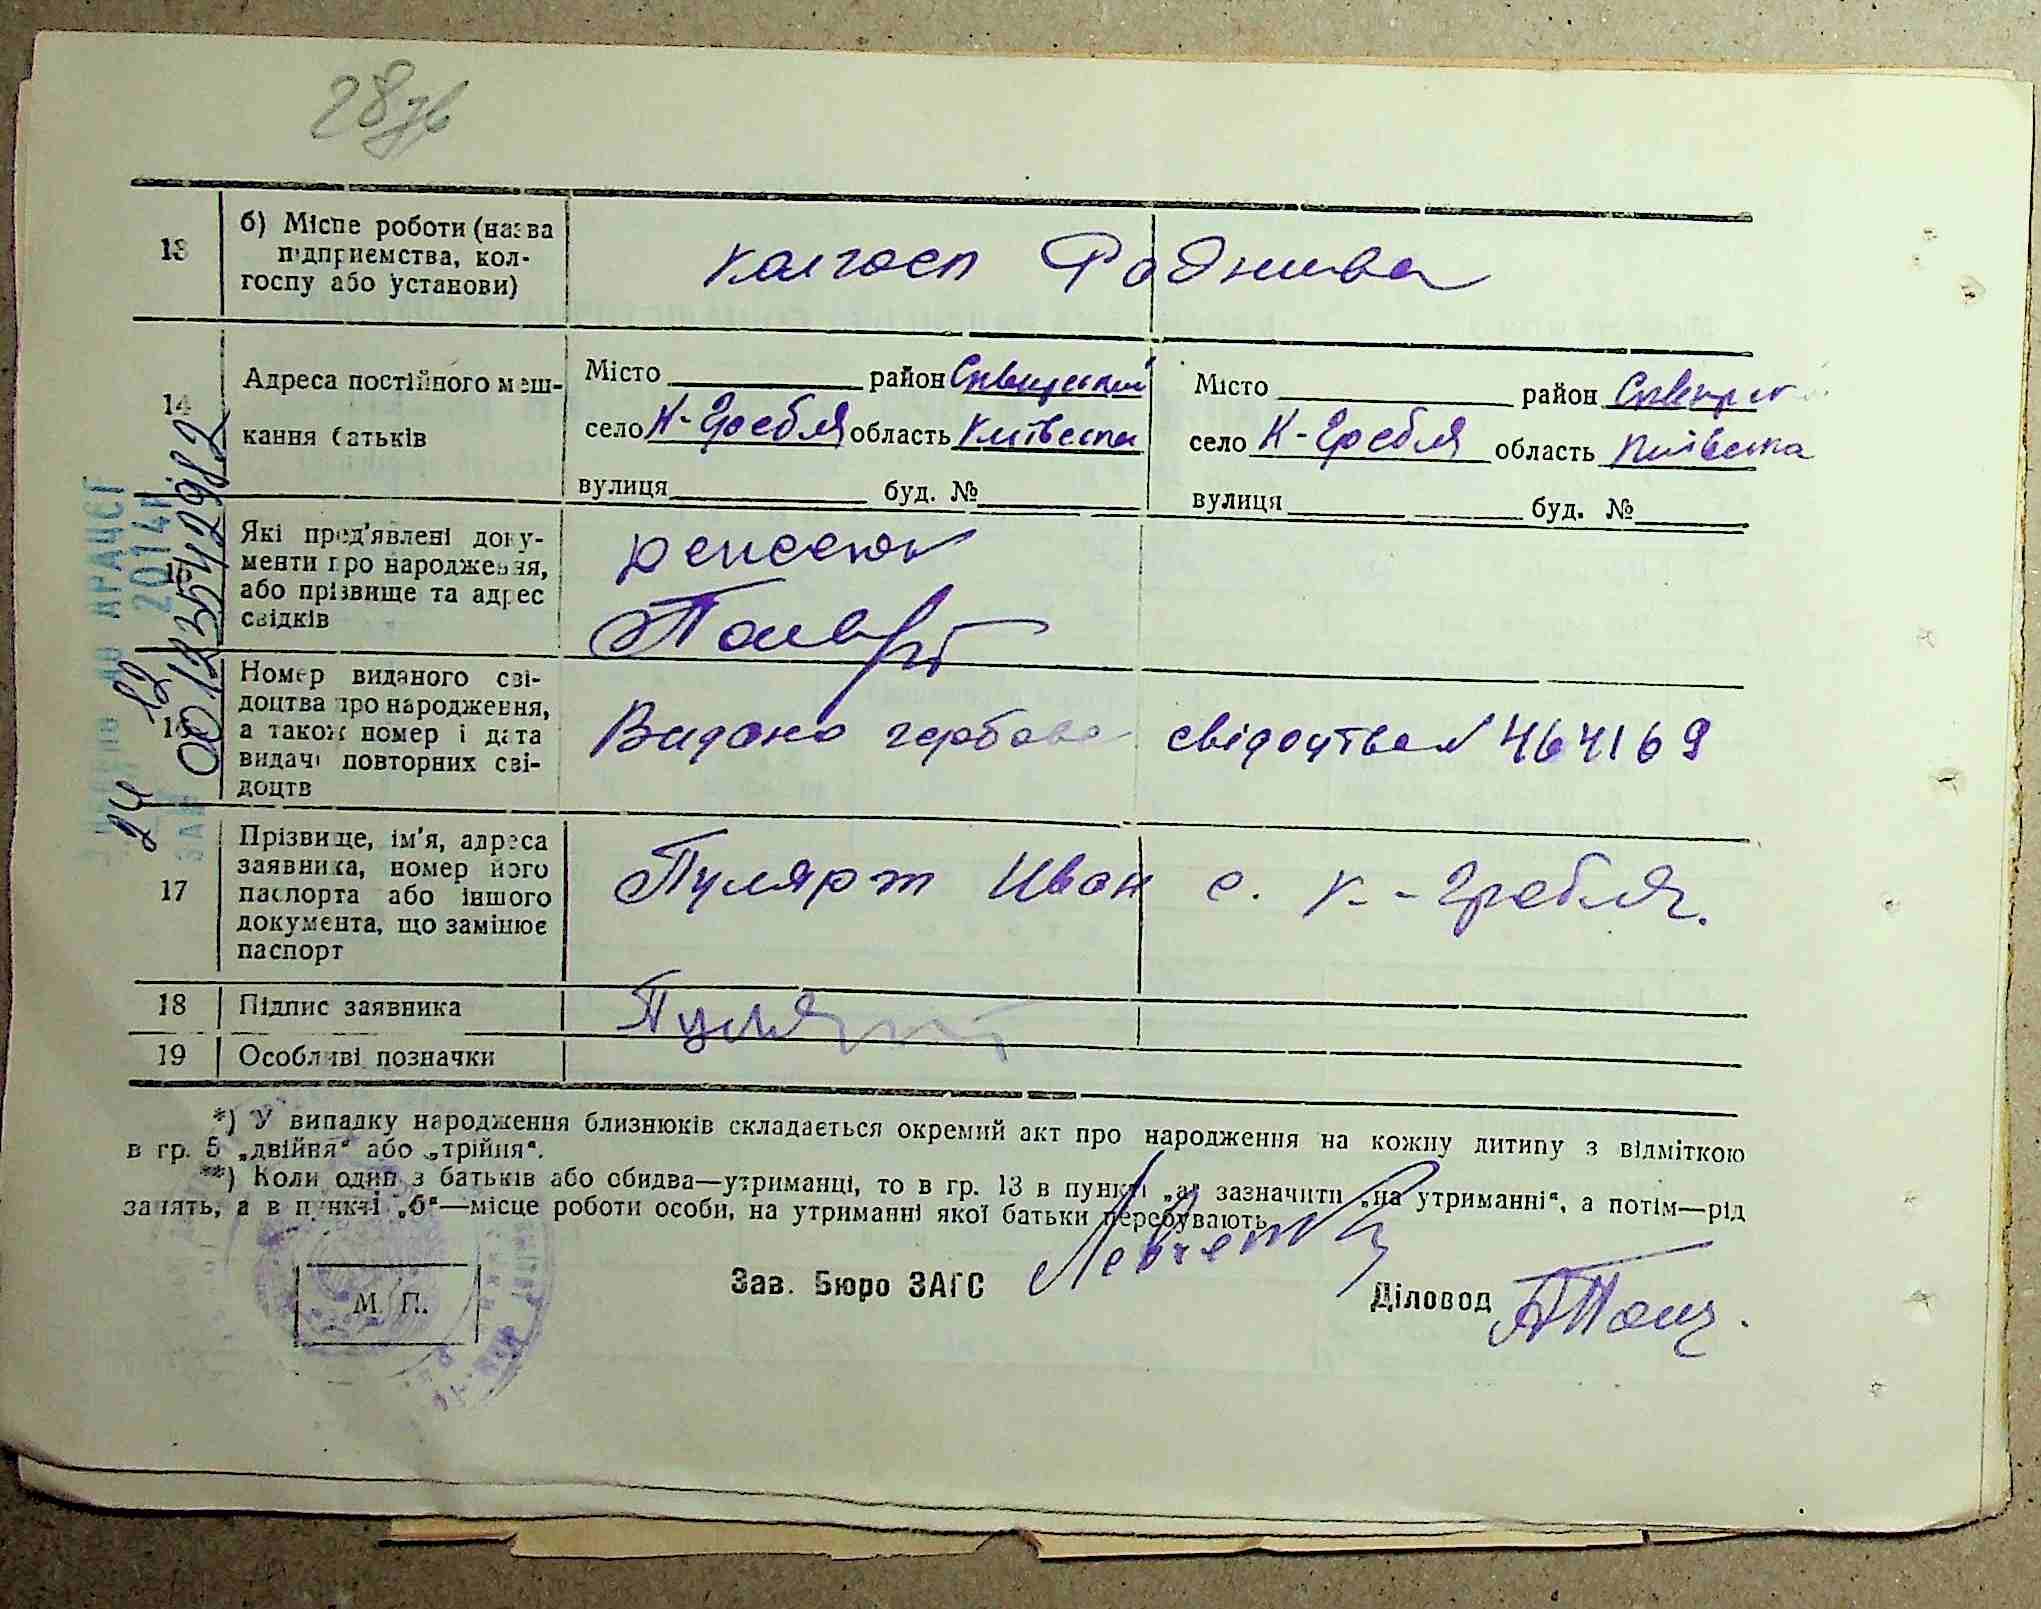 28зв
13
б) Місце роботи (назва
підприємства, кол-
госпу або установи)
колгосп
14
Адреса постійного меш-
кання батьків
Місто район
село К-Гребля область Київська
вулиця буд. №
Місто район
село К-Гребля область Київська
вулиця буд. №
15
Які пред'явлені доку-
менти про народження,
або прізвище та адрес
свідків
16
Номер виданого сві-
доцтва про народження,
а також номер і дата
видачі повторних сві-
доцтв
Видано гербове свідоцтво N 464169
17
Прізвище, ім'я, адреса
заявника, номер його
паспорта або іншого
документа, що замінює
паспорт
Іван с. К-Гребля.
18
Підпис заявника
19
Особливі позначки
*) У випадку народження близнюків складається окремий акт про народження на кожну дитину з відміткою
в гр. 5 „двійня“ або „трійня“.
**) Коли один з батьків або обидва—утриманці, то в гр. 13 в пункті „а“ зазначити „на утриманні“, а потім—рід
занять, а в пункті „б“—місце роботи особи, на утриманні якої батьки перебувають.
М. П.
Зав. Бюро ЗАГС
Діловод
2014